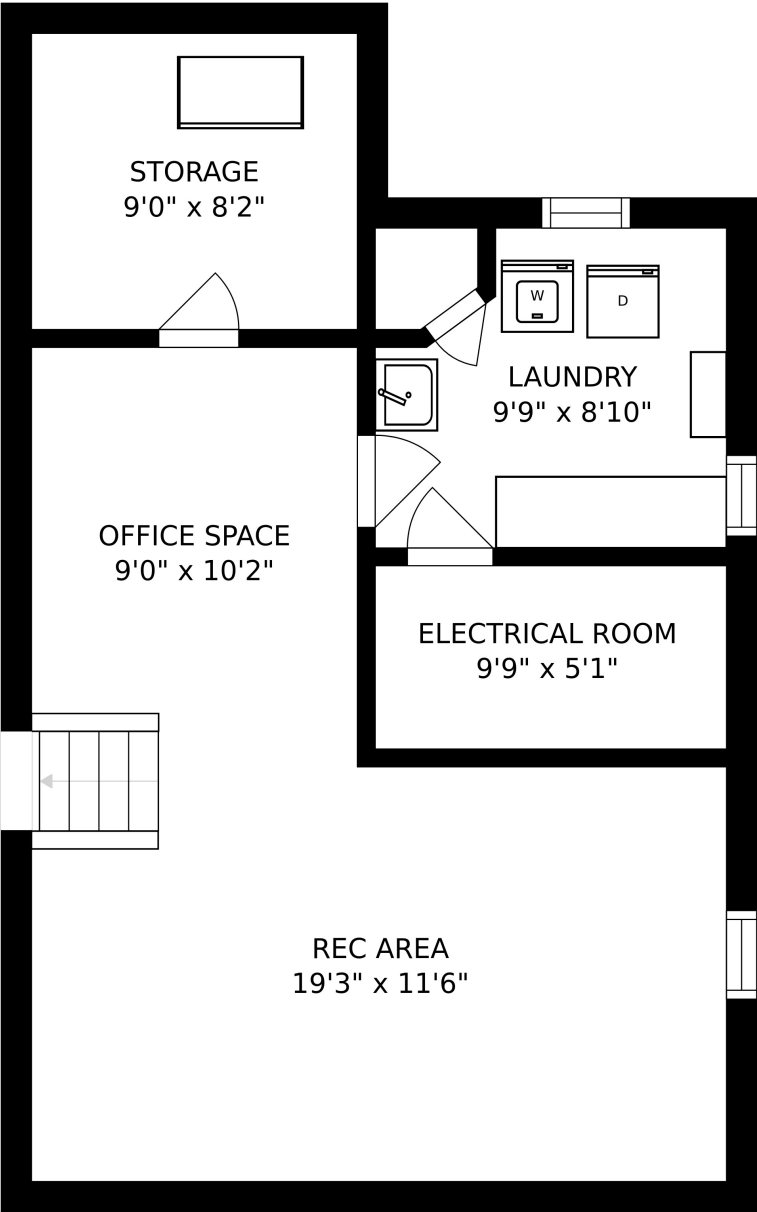 STORAGE
9'0" x 8'2"
W
D
LAUNDRY
9'9" x 8'10"
OFFICE SPACE
9'0" x 10'2"
ELECTRICAL ROOM
9'9" x 5'1"
REC AREA
19'3" x 11'6"